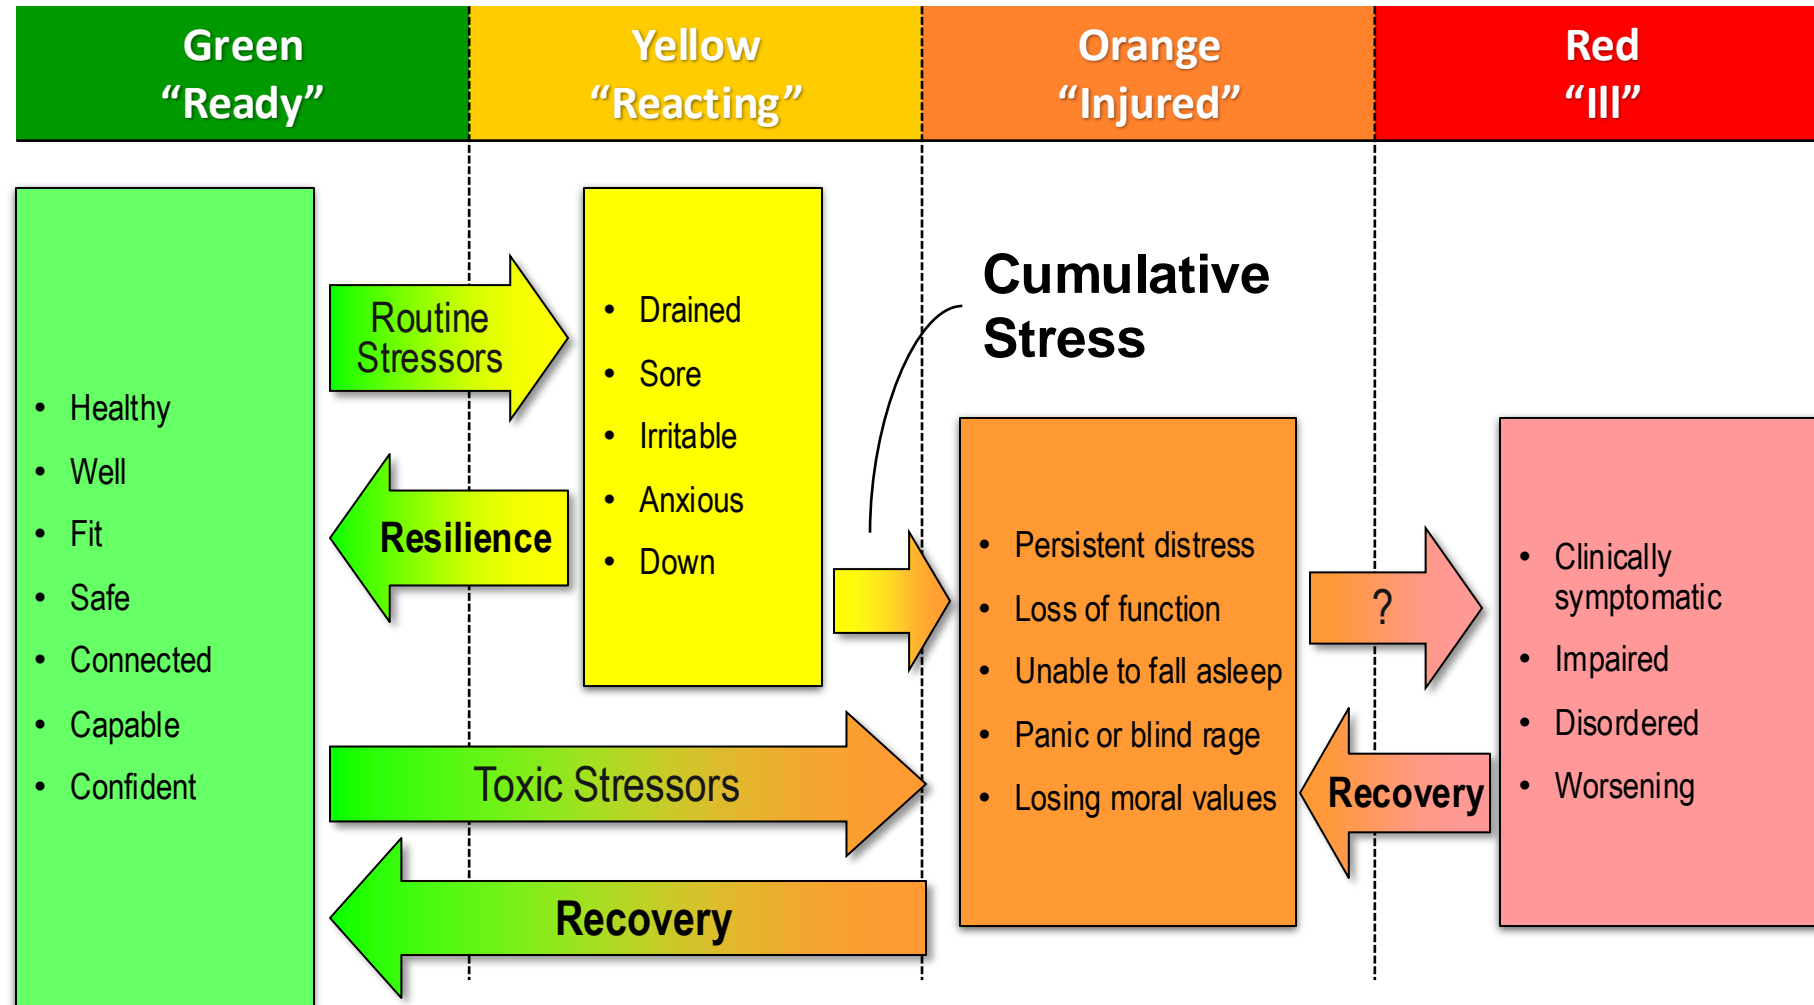 Green
“Ready”
Yellow
“Reacting”
Orange
“Injured”
Red
“Ill”
• Healthy
• Well
• Fit
• Safe
• Connected
• Capable
• Confident
Routine
Stressors
Resilience
• Drained
• Sore
• Irritable
• Anxious
• Down
Cumulative
Stress
Toxic Stressors
Recovery
• Persistent distress
• Loss of function
• Unable to fall asleep
• Panic or blind rage
• Losing moral values
?
Recovery
• Clinically
symptomatic
• Impaired
• Disordered
• Worsening